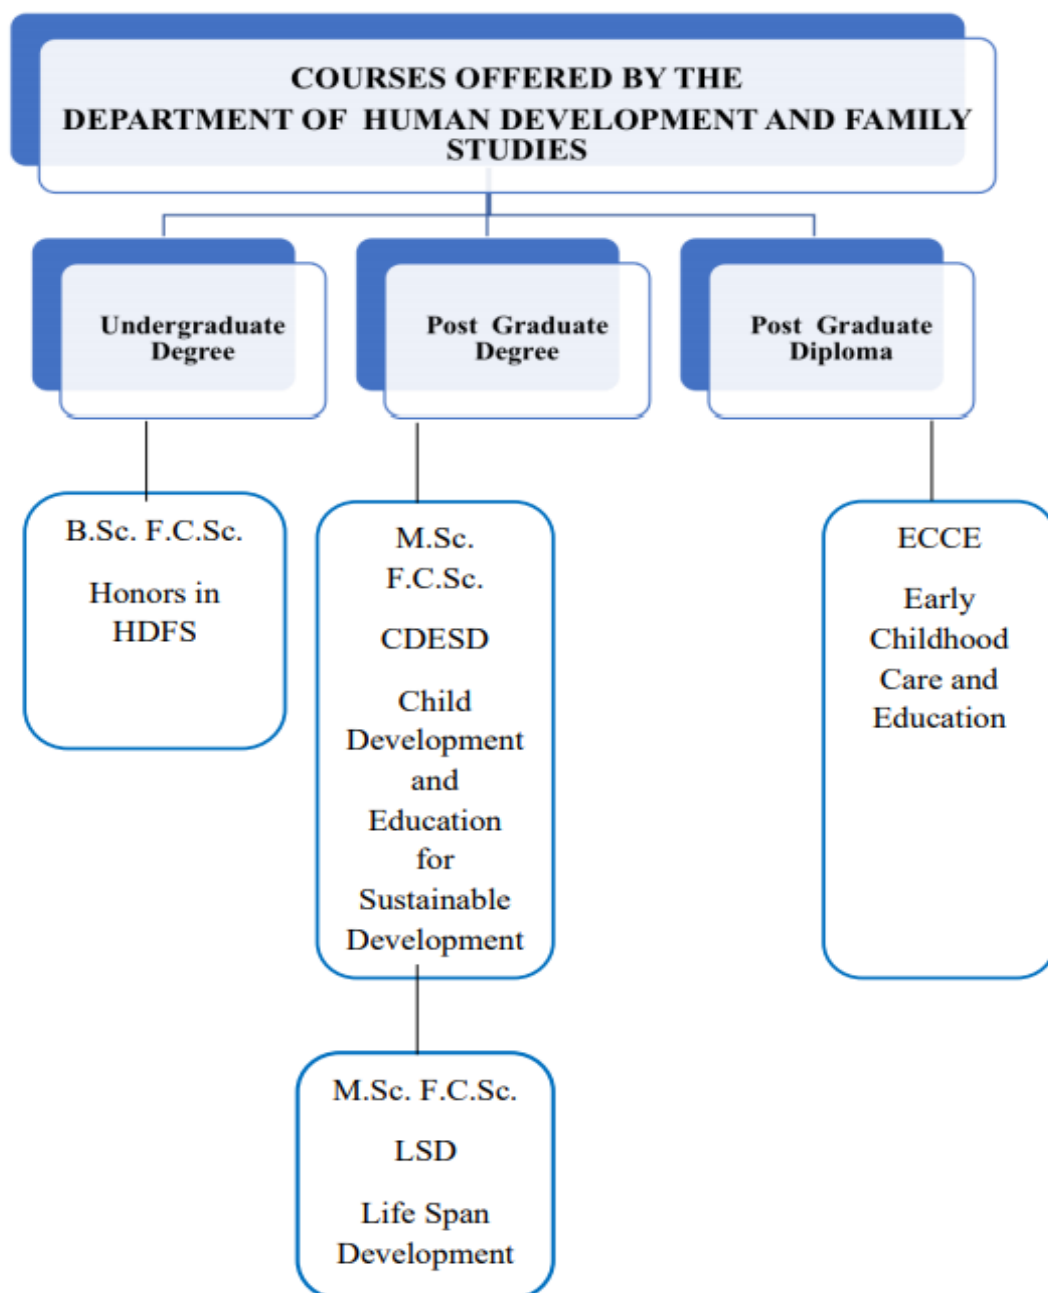 COURSES OFFERED BY THE
DEPARTMENT OF HUMAN DEVELOPMENT AND FAMILY
STUDIES
Undergraduate
Degree
Post Graduate
Degree
Post Graduate
Diploma
B.Sc. F.C.Sc.
Honors in
HDFS
M.Sc.
F.C.Sc.
CDESD
Child
Development
and
Education
for
Sustainable
Development
M.Sc. F.C.Sc.
LSD
Life Span
Development
ECCE
Early
Childhood
Care and
Education